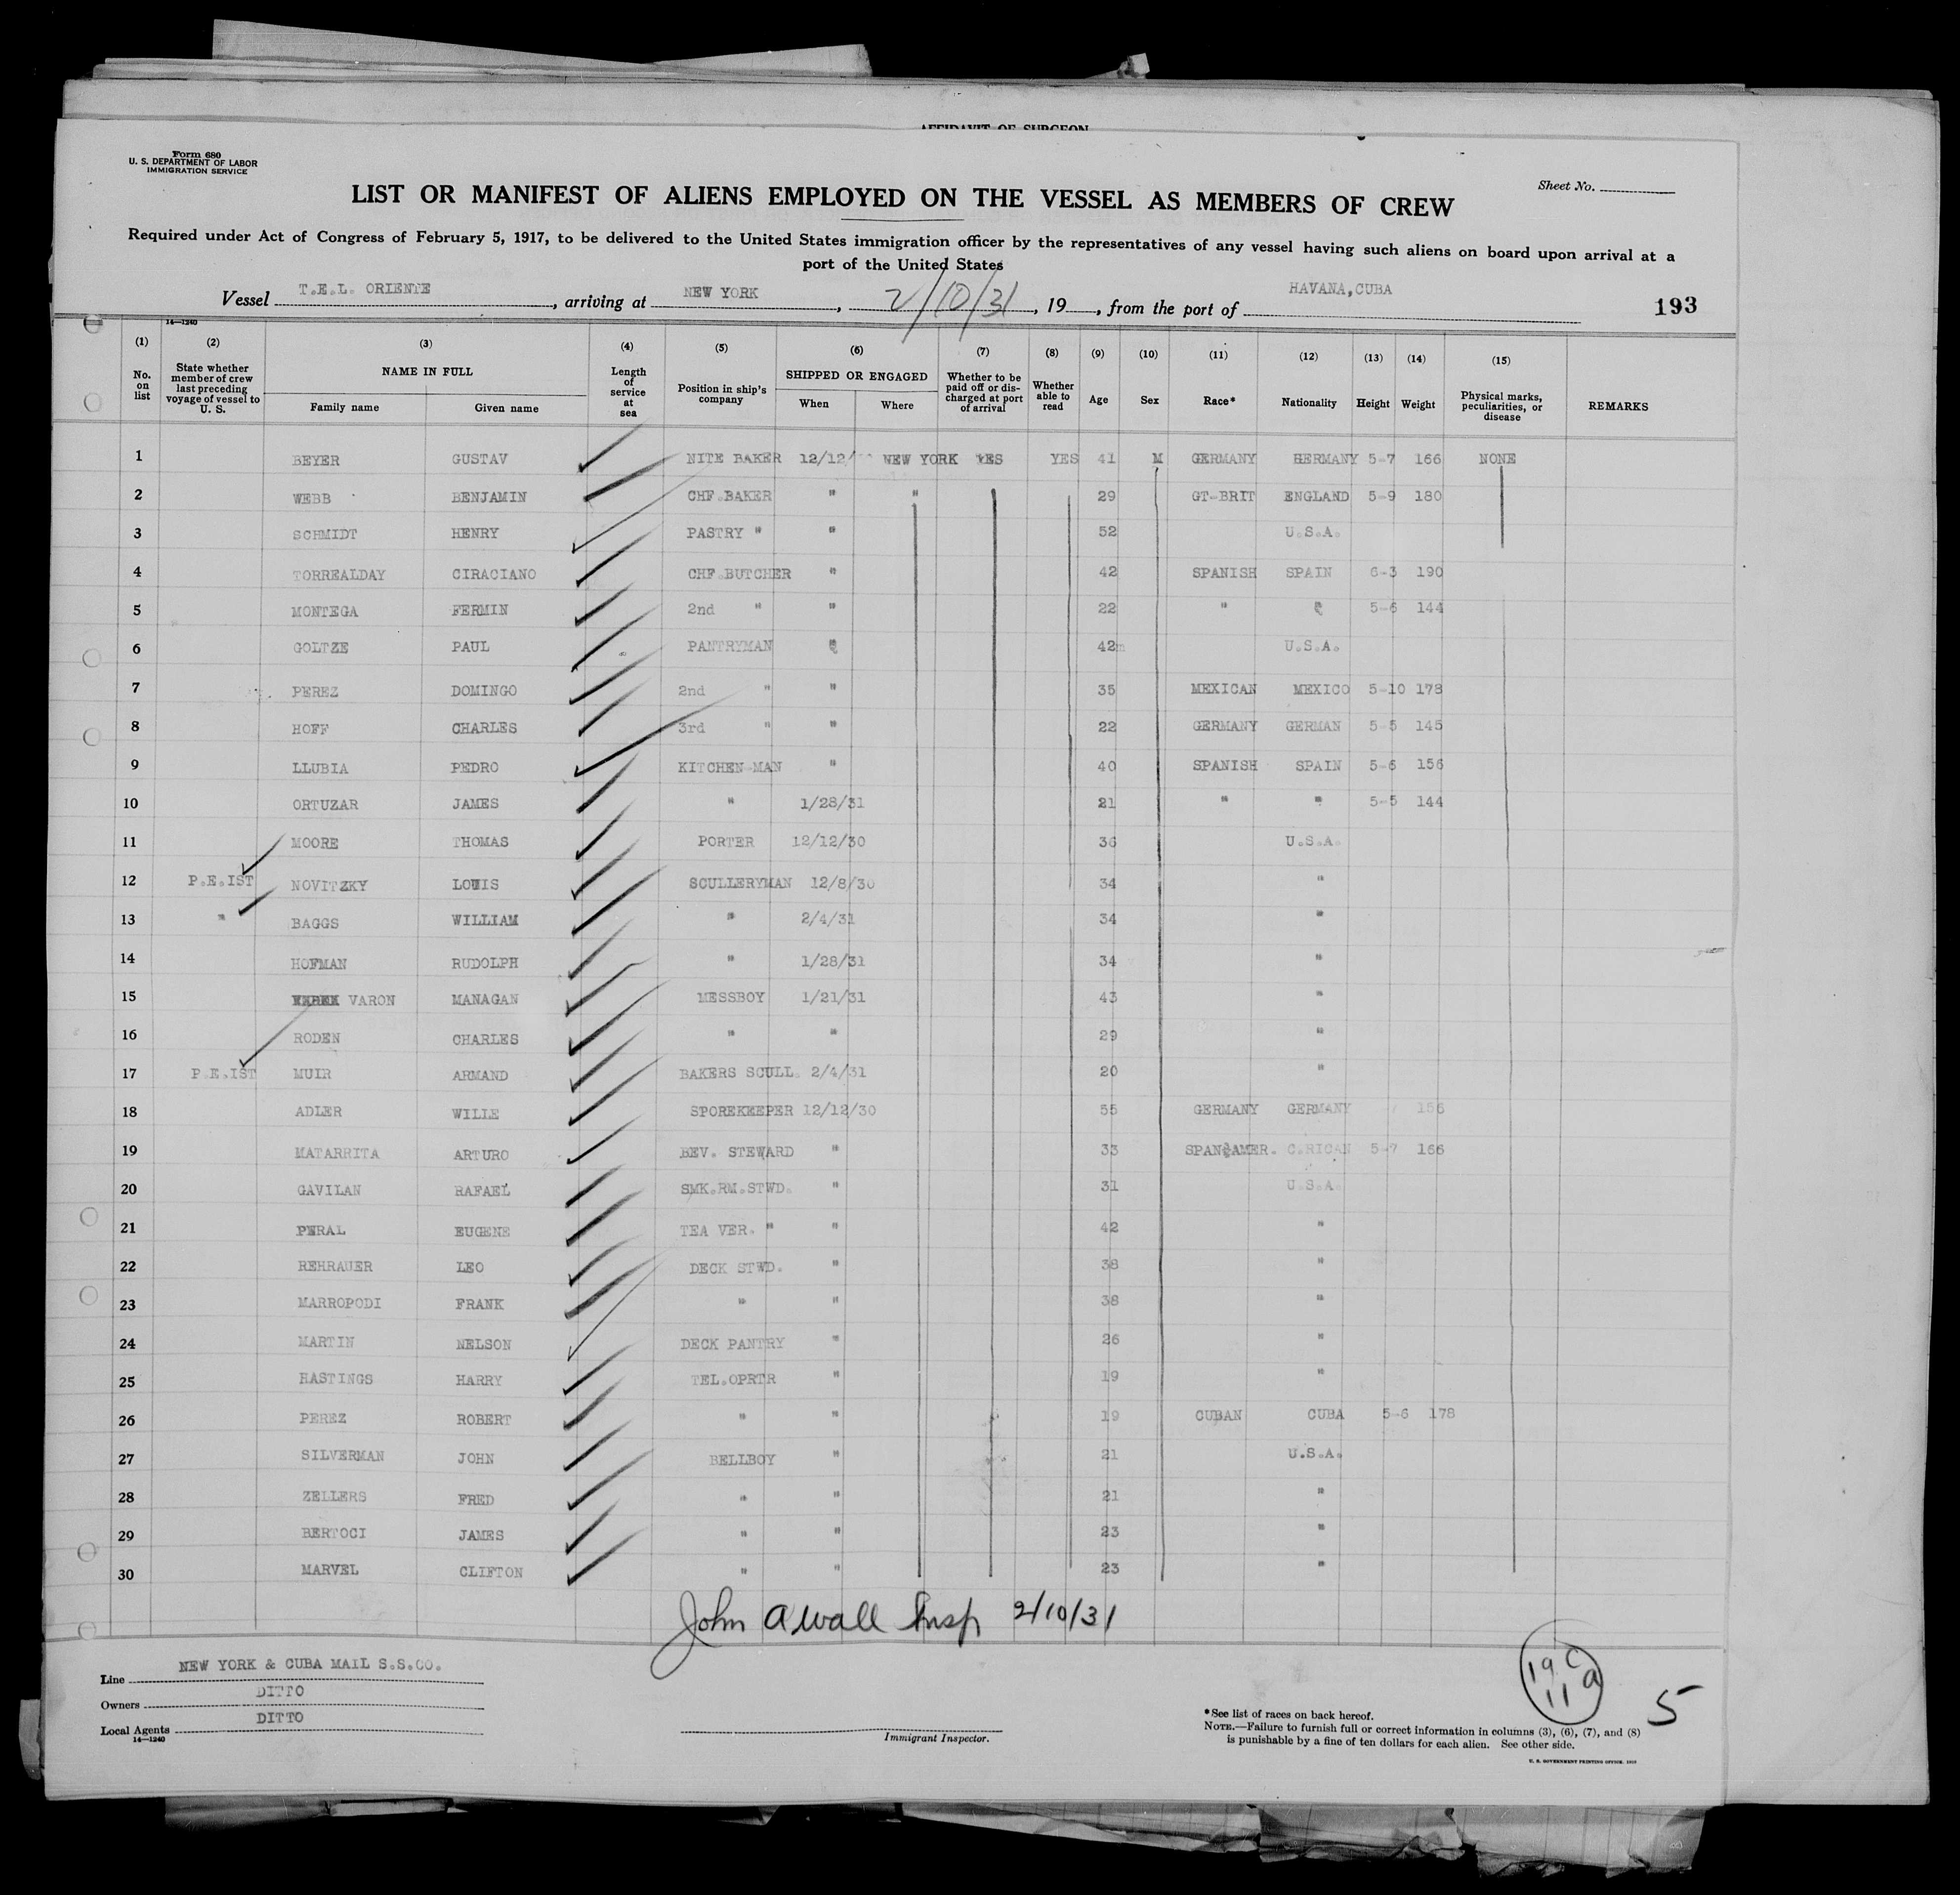 AFFIDAVIT OF SURGEON
Form 680
U. S. DEPARTMENT OF LABOR
IMMIGRATION SERVICE
Sheet No.
LIST OR MANIFEST OF ALIENS EMPLOYED ON THE VESSEL AS MEMBERS OF CREW
Required under Act of Congress of February 5, 1917, to be delivered to the United States immigration officer by the representatives of any vessel having such aliens on board upon arrival at a
port of the United States
Vessel T.E.L. ORIENTE, arriving at NEW YORK, 2/10/31, 19, from the port of HAVANA,CUBA 193
14—1240
(1) (2) (3) (4) (5) (6) (7) (8) (9) (10) (11) (12) (13) (14) (15)
No. on list State whether member of crew last preceding voyage of vessel to U. S. NAME IN FULL Family name Given name Length of service at sea Position in ship's company SHIPPED OR ENGAGED When Where Whether to be paid off or discharged at port of arrival Whether able to read Age Sex Race* Nationality Height Weight Physical marks, peculiarities, or disease REMARKS
1 BEYER GUSTAV NITE BAKER 12/12/ NEW YORK YES YES 41 M GERMANY GERMANY 5-7 166 NONE
2 WEBB BENJAMIN CHF.BAKER " " 29 GT-BRIT ENGLAND 5-9 180
3 SCHMIDT HENRY PASTRY " " 52 U.S.A.
4 TORREALDAY CIRACIANO CHF.BUTCHER " 42 SPANISH SPAIN 6-3 190
5 MONTEGA FERMIN 2nd " " 22 " " 5-6 144
6 GOLTZE PAUL PANTRYMAN " 42m U.S.A.
7 PEREZ DOMINGO 2nd " " 35 MEXICAN MEXICO 5-10 178
8 HOFF CHARLES 3rd " " 22 GERMANY GERMAN 5-5 145
9 LLUBIA PEDRO KITCHEN-MAN " 40 SPANISH SPAIN 5-6 156
10 ORTUZAR JAMES " 1/28/31 21 " " 5-5 144
11 MOORE THOMAS PORTER 12/12/30 36 U.S.A.
12 P.E.IST NOVITZKY LOUIS SCULLERYMAN 12/8/30 34 "
13 " BAGGS WILLIAM " 2/4/31 34 "
14 HOFMAN RUDOLPH " 1/28/31 34 "
15 VARON MANAGAN MESSBOY 1/21/31 43 "
16 RODEN CHARLES " " 29 "
17 P.E.IST MUIR ARMAND BAKERS SCULL. 2/4/31 20 "
18 ADLER WILLE SPOREKEEPER 12/12/30 55 GERMANY GERMANY 156
19 MATARRITA ARTURO BEV. STEWARD " 33 SPAN.AMER. C.RICAN 5-7 166
20 GAVILAN RAFAEL SMK.RM.STWD. " 31 U.S.A.
21 PERAL EUGENE TEA VER. " " 42 "
22 REHRAUER LEO DECK STWD. " 38 "
23 MARROPODI FRANK " " 38 "
24 MARTIN NELSON DECK PANTRY " 26 "
25 HASTINGS HARRY TEL.OPRTR " 19 "
26 PEREZ ROBERT " " 19 CUBAN CUBA 5-6 178
27 SILVERMAN JOHN BELLBOY " 21 U.S.A.
28 ZELLERS FRED " " 21 "
29 BERTOCI JAMES " " 23 "
30 MARVEL CLIFTON " " 23 "
John A Wall Insp 2/10/31
Line NEW YORK & CUBA MAIL S.S.CO.
Owners DITTO
Local Agents DITTO
14—1240
Immigrant Inspector.
19 C
11 a
5
*See list of races on back hereof.
NOTE.—Failure to furnish full or correct information in columns (3), (6), (7), and (8)
is punishable by a fine of ten dollars for each alien. See other side.